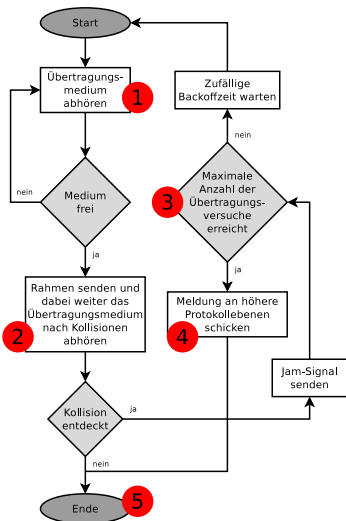 Start
Übertragungs-
medium
abhören
1
nein
Medium
frei
ja
Rahmen senden und
dabei weiter das
Übertragungsmedium
nach Kollisionen
abhören
2
Kollision
entdeckt
ja
nein
Ende
5
Zufällige
Backoffzeit warten
nein
Maximale
Anzahl der
Übertragungs-
versuche
erreicht
3
ja
Meldung an höhere
Protokollebenen
schicken
4
Jam-Signal
senden